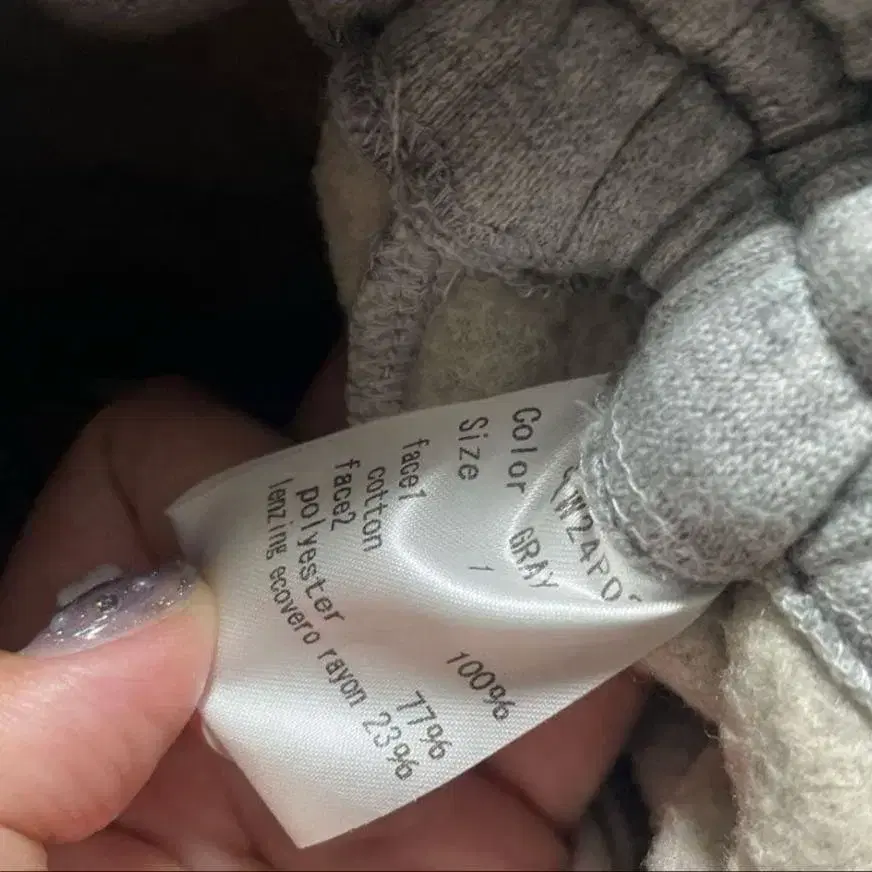 Color GRAY
Size 1
face1
cotton 100%
face2
polyester 77%
lenzing ecovero rayon 23%